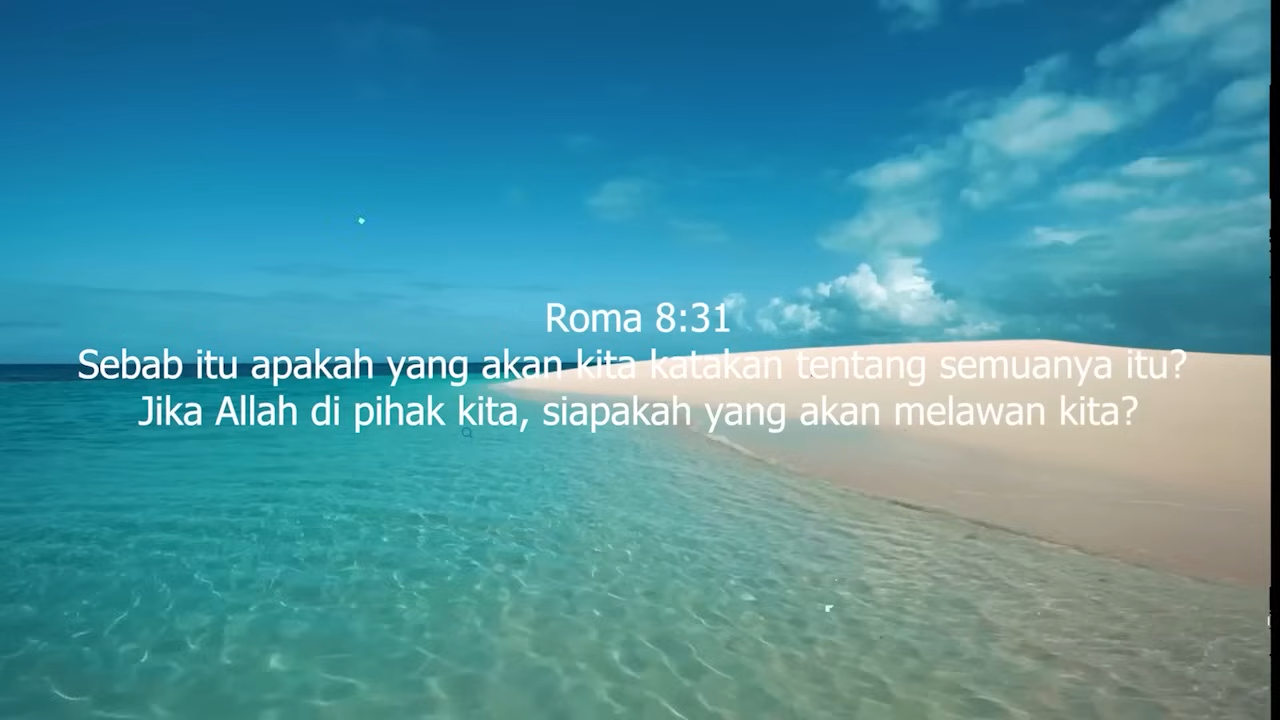 Roma 8:31
Sebab itu apakah yang akan kita katakan tentang semuanya itu?
Jika Allah di pihak kita, siapakah yang akan melawan kita?